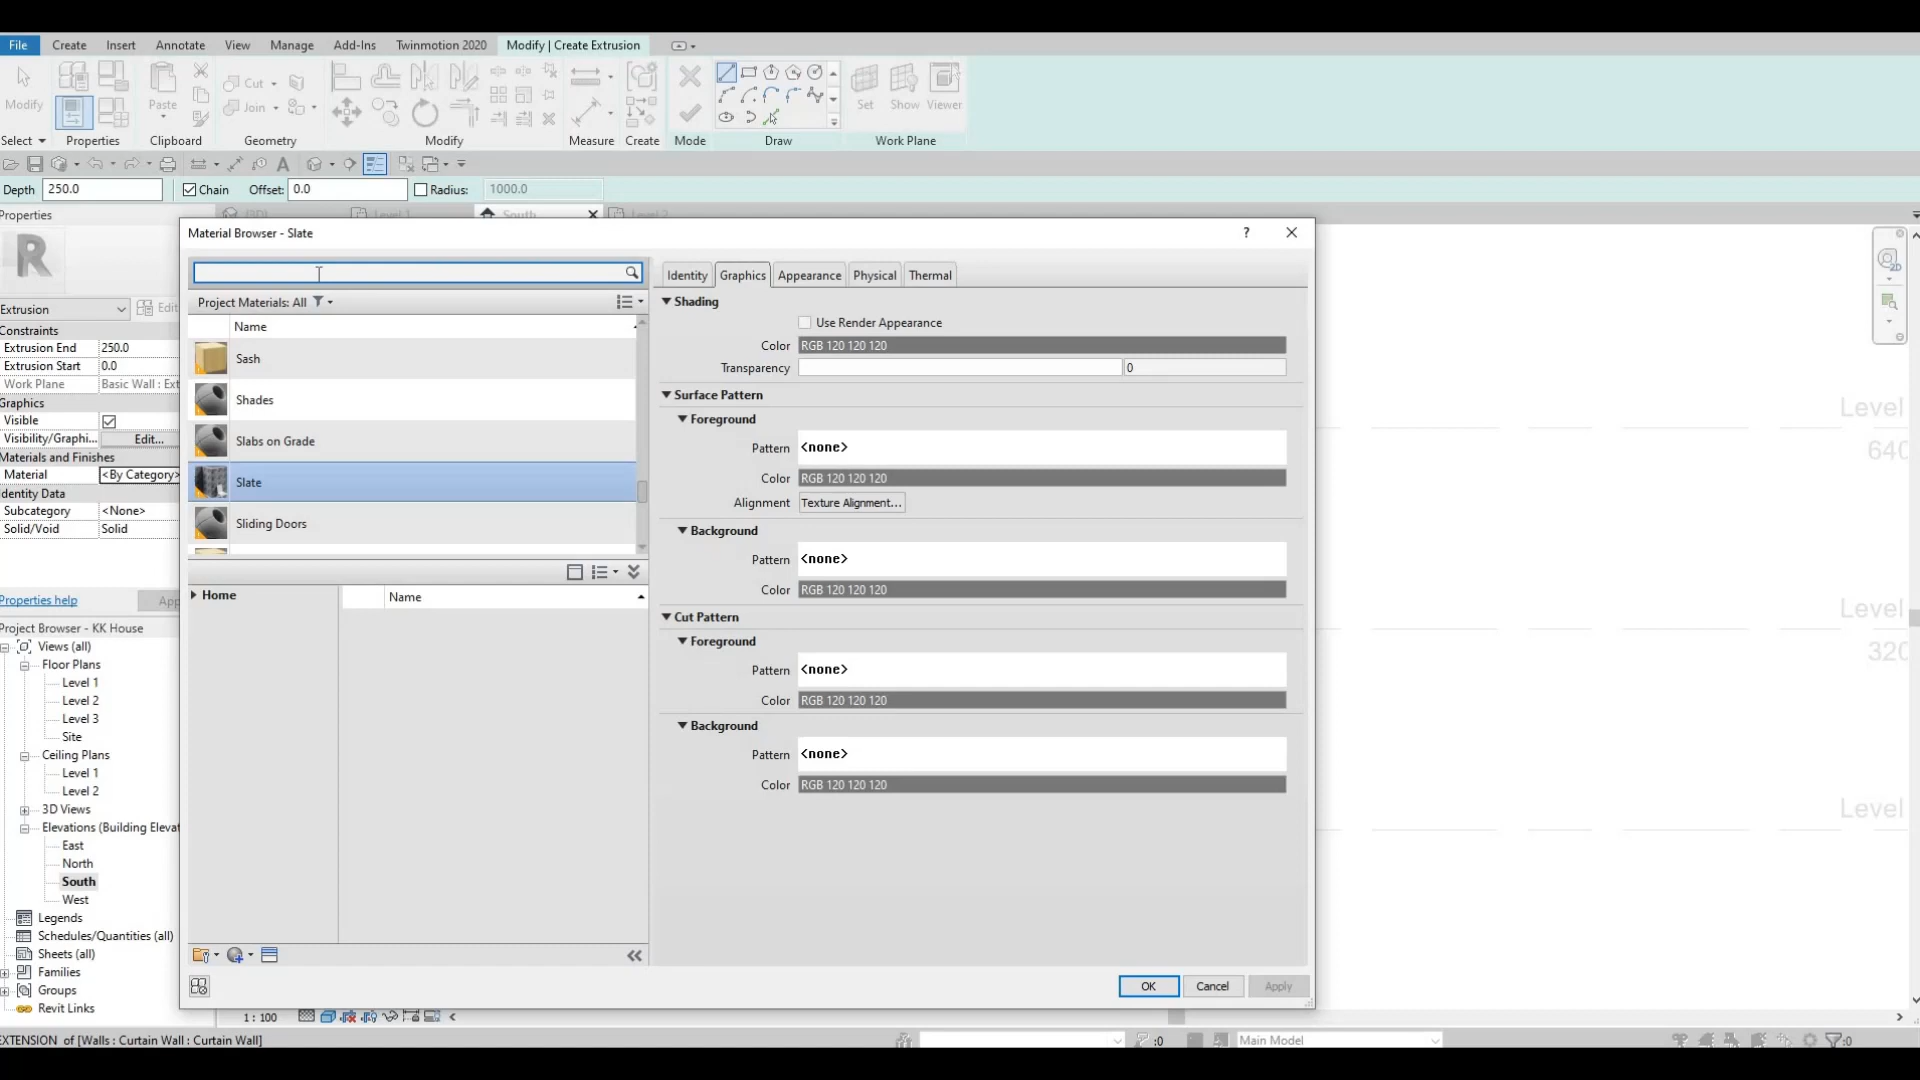 File Create Insert Annotate View Manage Add-Ins Twinmotion 2020 Modify | Create Extrusion
Modify Paste Cut Join Set Show Viewer
Select Properties Clipboard Geometry Modify Measure Create Mode Draw Work Plane
Depth 250.0 Chain Offset: 0.0 Radius: 1000.0
Properties
South
Material Browser - Slate
Project Materials: All
Name
Sash
Shades
Slabs on Grade
Slate
Sliding Doors
Home
Name
Identity Graphics Appearance Physical Thermal
Shading
Use Render Appearance
Color RGB 120 120 120
Transparency 0
Surface Pattern
Foreground
Pattern <none>
Color RGB 120 120 120
Alignment Texture Alignment...
Background
Pattern <none>
Color RGB 120 120 120
Cut Pattern
Foreground
Pattern <none>
Color RGB 120 120 120
Background
Pattern <none>
Color RGB 120 120 120
OK Cancel Apply
Extrusion Edit
Constraints
Extrusion End 250.0
Extrusion Start 0.0
Work Plane Basic Wall : Ext
Graphics
Visible
Visibility/Graphi... Edit...
Materials and Finishes
Material <By Category>
Identity Data
Subcategory <None>
Solid/Void Solid
Properties help App
Project Browser - KK House
Views (all)
Floor Plans
Level 1
Level 2
Level 3
Site
Ceiling Plans
Level 1
Level 2
3D Views
Elevations (Building Elevat
East
North
South
West
Legends
Schedules/Quantities (all)
Sheets (all)
Families
Groups
Revit Links
Level
640
Level
320
Level
1 : 100
EXTENSION of [Walls : Curtain Wall : Curtain Wall]
:0 Main Model :0